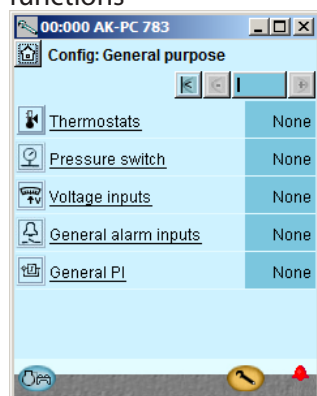 functions
00:000 AK-PC 783
Config: General purpose
Thermostats None
Pressure switch None
Voltage inputs None
General alarm inputs None
General PI None